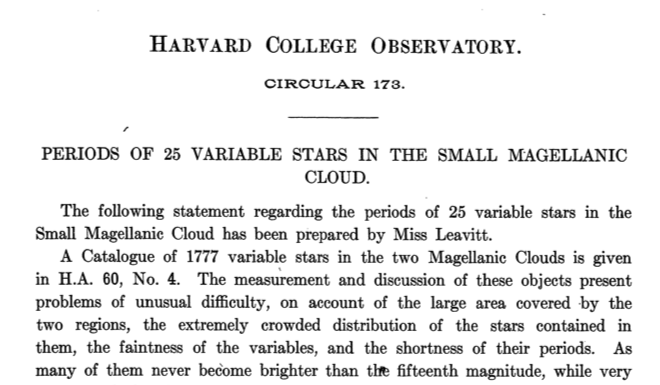 HARVARD COLLEGE OBSERVATORY.
CIRCULAR 173.
PERIODS OF 25 VARIABLE STARS IN THE SMALL MAGELLANIC
CLOUD.
The following statement regarding the periods of 25 variable stars in the
Small Magellanic Cloud has been prepared by Miss Leavitt.
A Catalogue of 1777 variable stars in the two Magellanic Clouds is given
in H.A. 60, No. 4. The measurement and discussion of these objects present
problems of unusual difficulty, on account of the large area covered by the
two regions, the extremely crowded distribution of the stars contained in
them, the faintness of the variables, and the shortness of their periods. As
many of them never become brighter than the fifteenth magnitude, while very